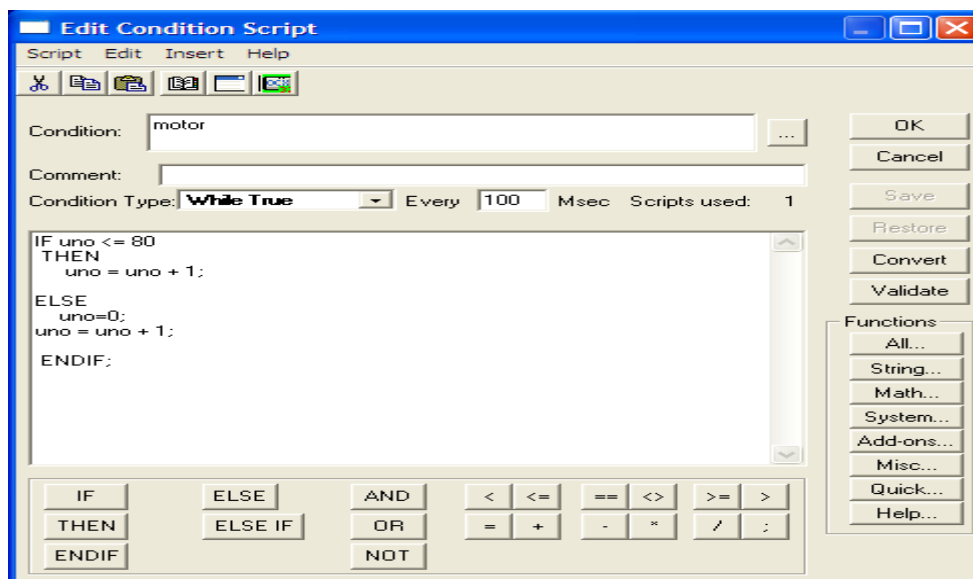 Edit Condition Script
Script Edit Insert Help
Condition: motor ... OK
Cancel
Comment:
Condition Type: While True Every 100 Msec Scripts used: 1 Save
Restore
IF uno <= 80
THEN
uno = uno + 1;
ELSE
uno=0;
uno = uno + 1;
ENDIF;
Convert
Validate
Functions
All...
String...
Math...
System...
Add-ons...
Misc...
Quick...
Help...
IF ELSE AND < <= == <> >= >
THEN ELSE IF OR = + - * / ;
ENDIF NOT